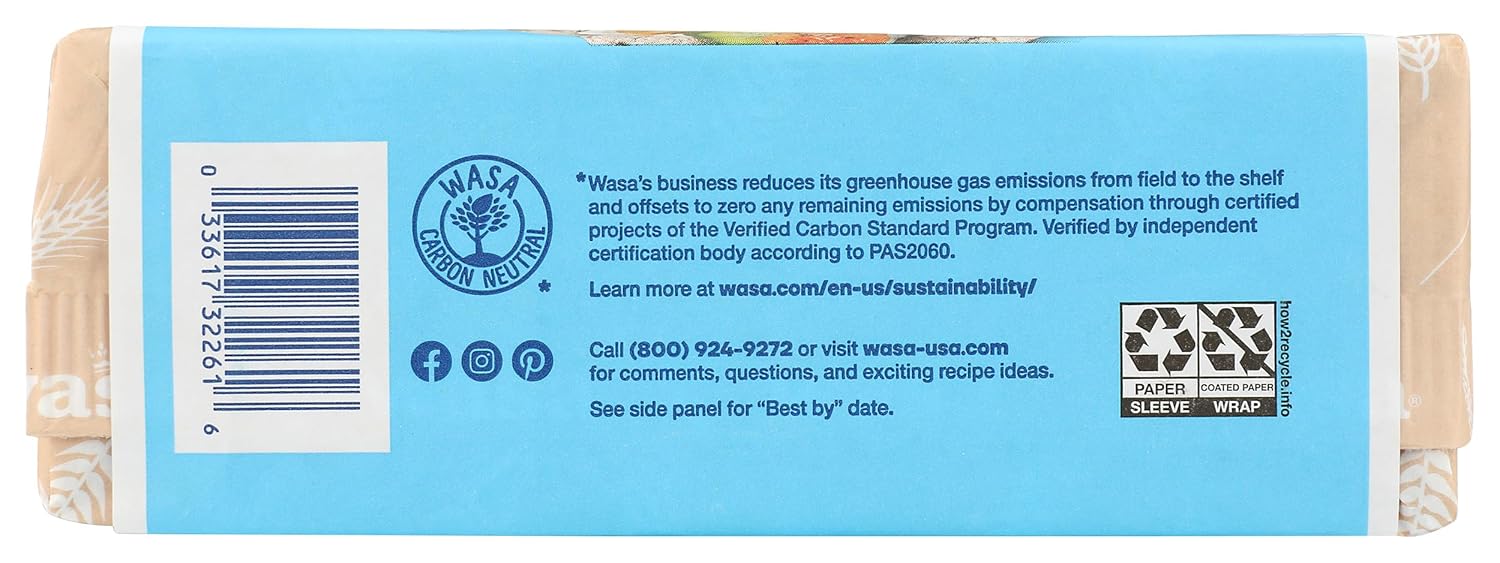 0
33617 32261
6
WASA
CARBON NEUTRAL
*
*Wasa's business reduces its greenhouse gas emissions from field to the shelf
and offsets to zero any remaining emissions by compensation through certified
projects of the Verified Carbon Standard Program. Verified by independent
certification body according to PAS2060.
Learn more at wasa.com/en-us/sustainability/
Call (800) 924-9272 or visit wasa-usa.com
for comments, questions, and exciting recipe ideas.
See side panel for "Best by" date.
PAPER
SLEEVE
COATED PAPER
WRAP
how2recycle.info
®